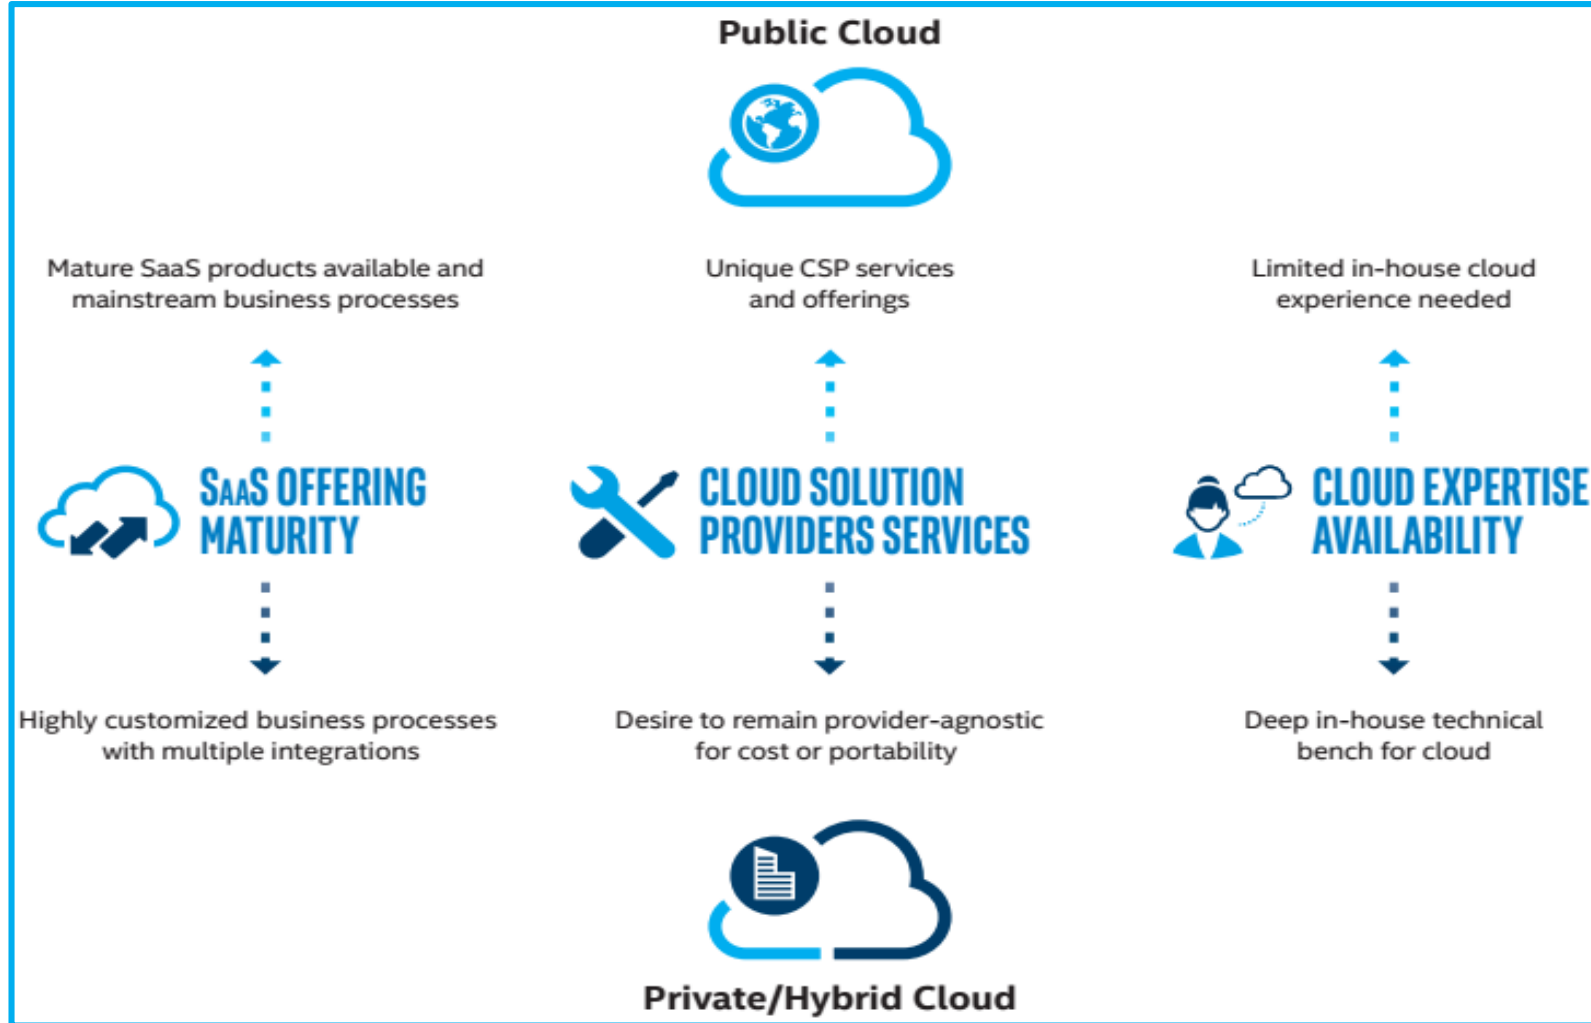 Public Cloud
Mature SaaS products available and
mainstream business processes
Unique CSP services
and offerings
Limited in-house cloud
experience needed
SAAS OFFERING
MATURITY
CLOUD SOLUTION
PROVIDERS SERVICES
CLOUD EXPERTISE
AVAILABILITY
Highly customized business processes
with multiple integrations
Desire to remain provider-agnostic
for cost or portability
Deep in-house technical
bench for cloud
Private/Hybrid Cloud